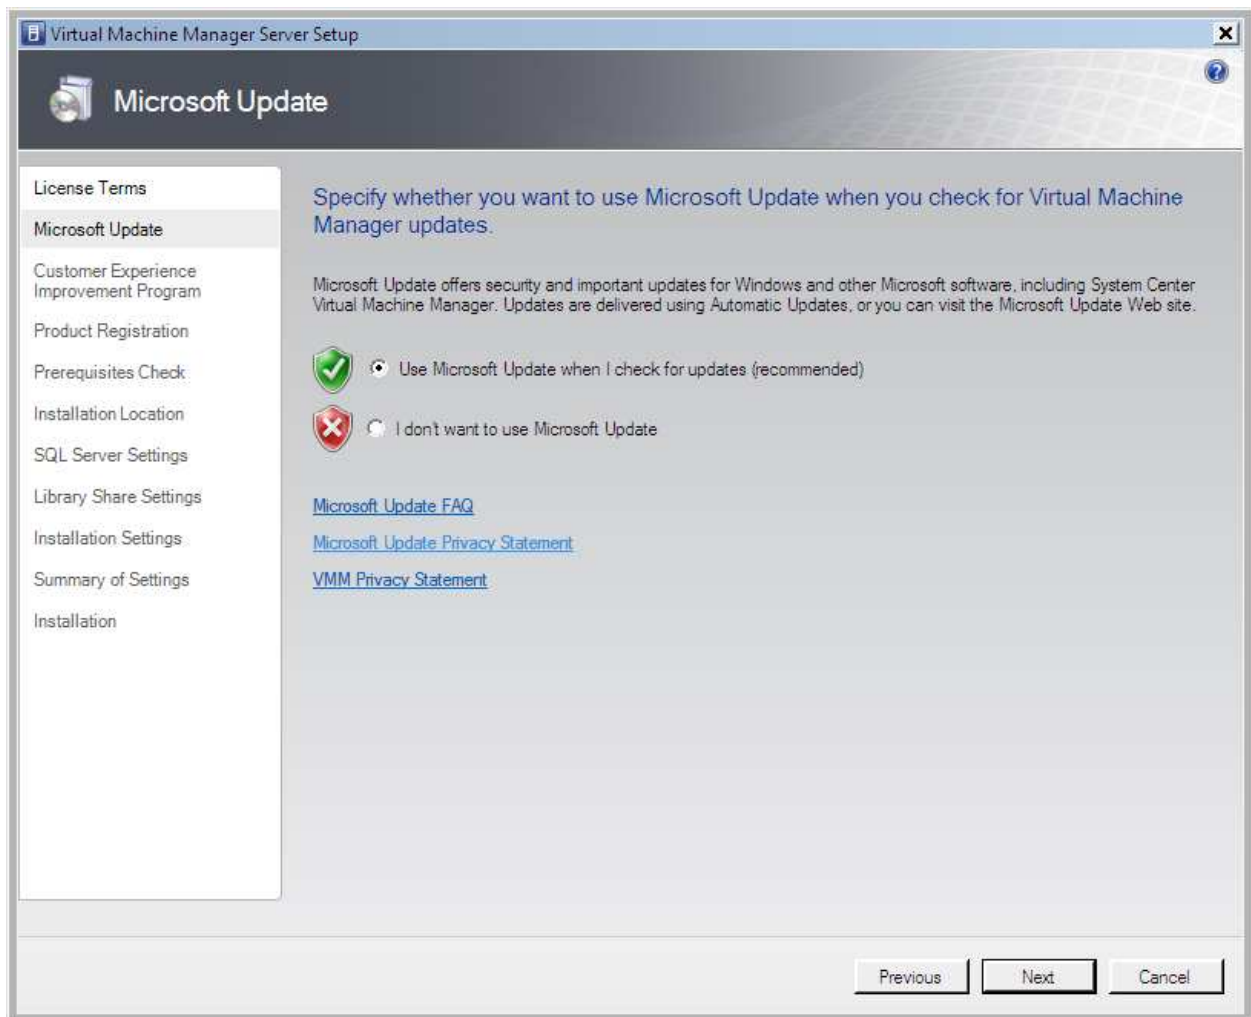 Virtual Machine Manager Server Setup
Microsoft Update
License Terms
Microsoft Update
Customer Experience
Improvement Program
Product Registration
Prerequisites Check
Installation Location
SQL Server Settings
Library Share Settings
Installation Settings
Summary of Settings
Installation
Specify whether you want to use Microsoft Update when you check for Virtual Machine
Manager updates.
Microsoft Update offers security and important updates for Windows and other Microsoft software, including System Center
Virtual Machine Manager. Updates are delivered using Automatic Updates, or you can visit the Microsoft Update Web site.
Use Microsoft Update when I check for updates (recommended)
I don't want to use Microsoft Update
Microsoft Update FAQ
Microsoft Update Privacy Statement
VMM Privacy Statement
Previous
Next
Cancel